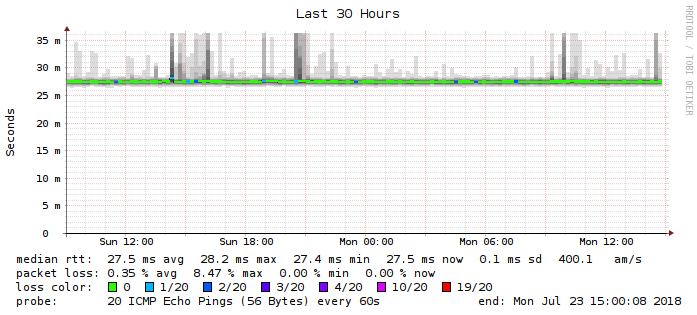 Last 30 Hours
RRDTOOL / TOBI OETIKER
Seconds
35 m
30 m
25 m
20 m
15 m
10 m
5 m
0
Sun 12:00 Sun 18:00 Mon 00:00 Mon 06:00 Mon 12:00
median rtt: 27.5 ms avg 28.2 ms max 27.4 ms min 27.5 ms now 0.1 ms sd 400.1 am/s
packet loss: 0.35 % avg 8.47 % max 0.00 % min 0.00 % now
loss color: 0 1/20 2/20 3/20 4/20 10/20 19/20
probe: 20 ICMP Echo Pings (56 Bytes) every 60s end: Mon Jul 23 15:00:08 2018